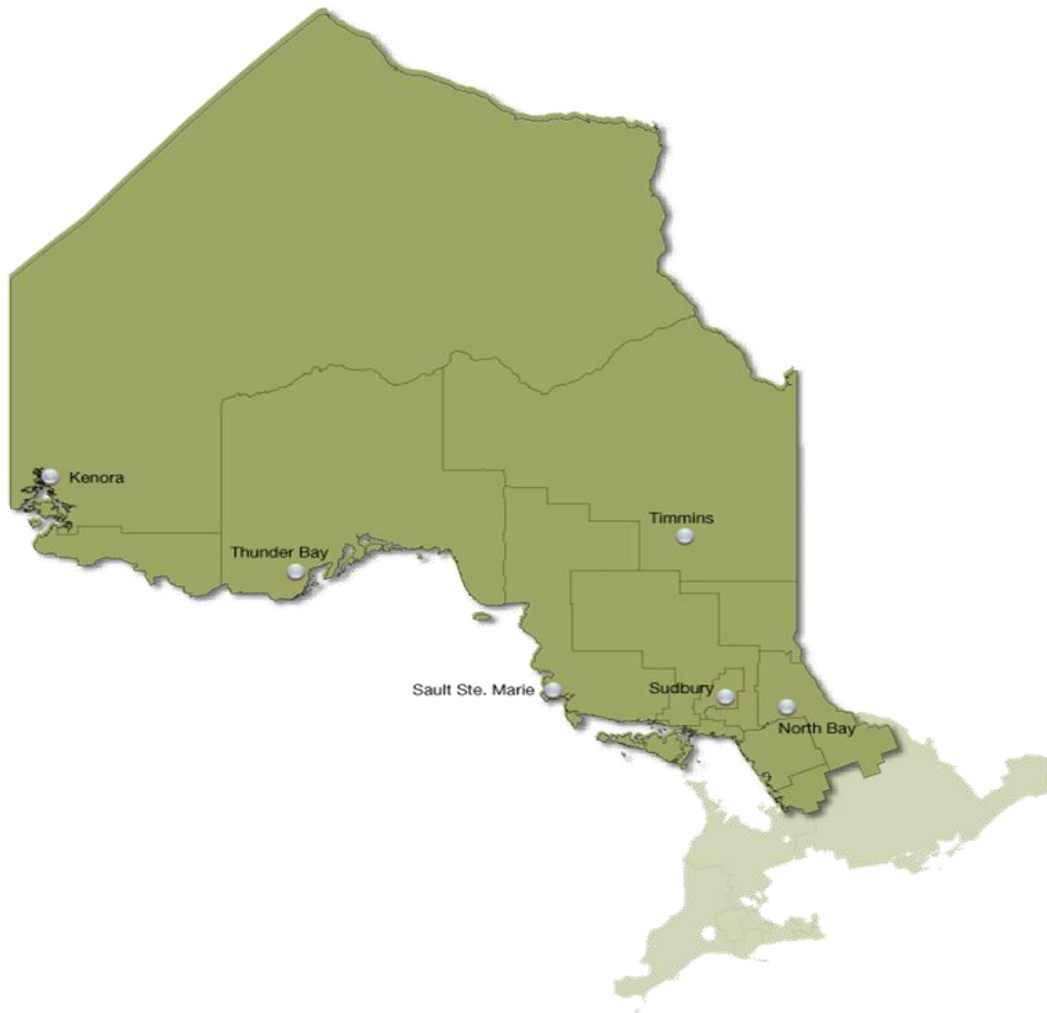 Kenora
Timmins
Thunder Bay
Sault Ste. Marie
Sudbury
North Bay